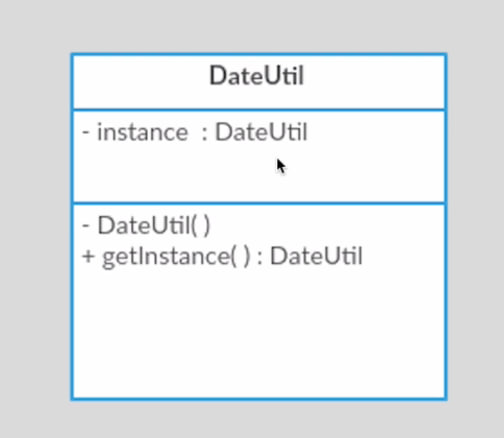 DateUtil
- instance : DateUtil
- DateUtil( )
+ getInstance( ) : DateUtil